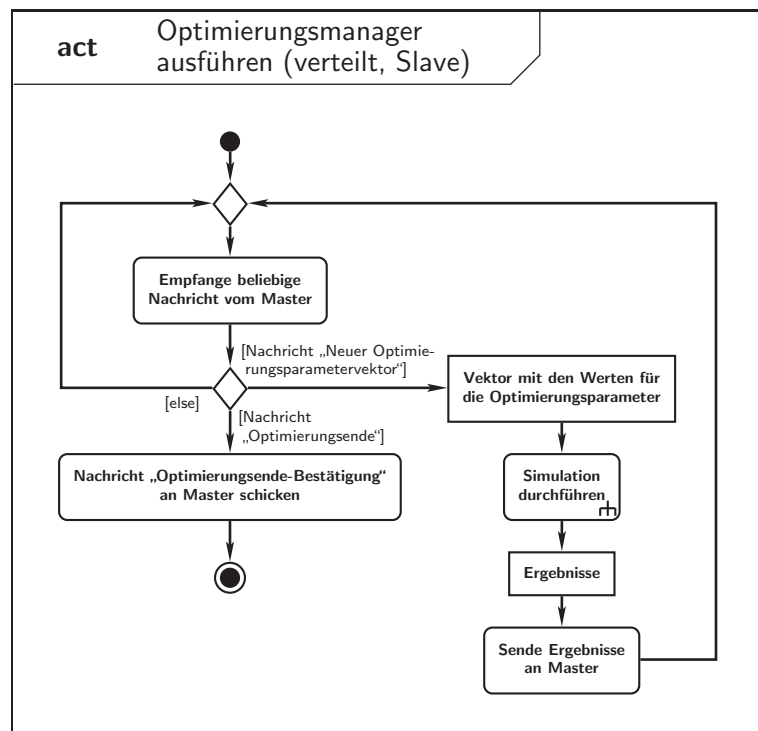 act
Optimierungsmanager
ausführen (verteilt, Slave)
Empfange beliebige
Nachricht vom Master
[Nachricht „Neuer Optimie-
rungsparametervektor“]
[else]
[Nachricht
„Optimierungsende“]
Vektor mit den Werten für
die Optimierungsparameter
Nachricht „Optimierungsende-Bestätigung“
an Master schicken
Simulation
durchführen
Ergebnisse
Sende Ergebnisse
an Master